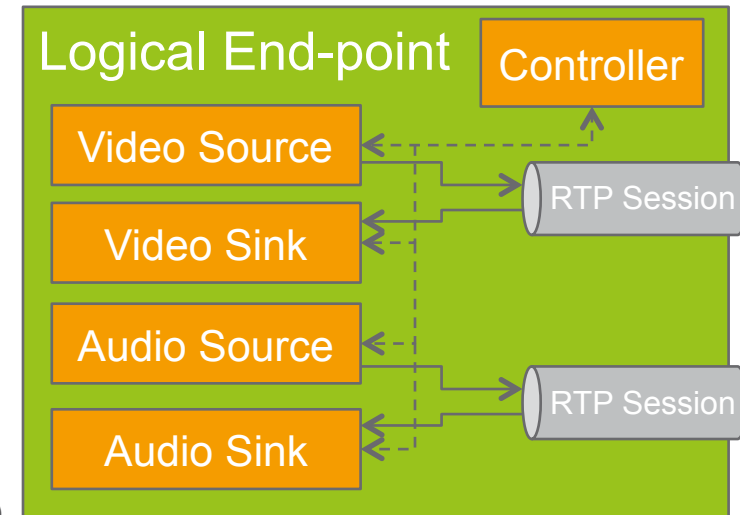 Logical End-point
Controller
Video Source
RTP Session
Video Sink
Audio Source
RTP Session
Audio Sink